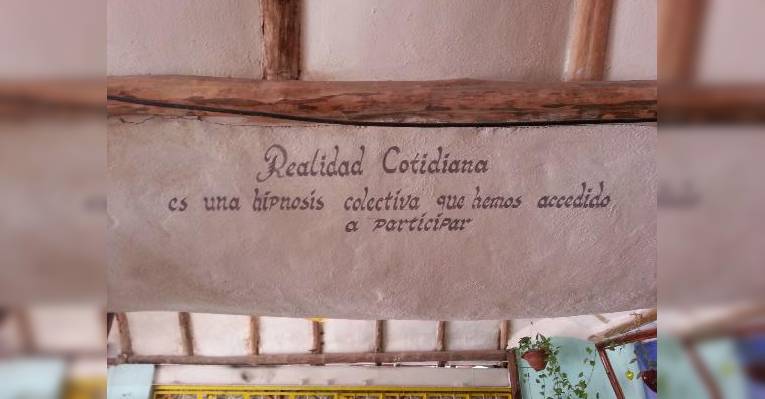 Realidad Cotidiana
es una hipnosis colectiva que hemos accedido
a participar